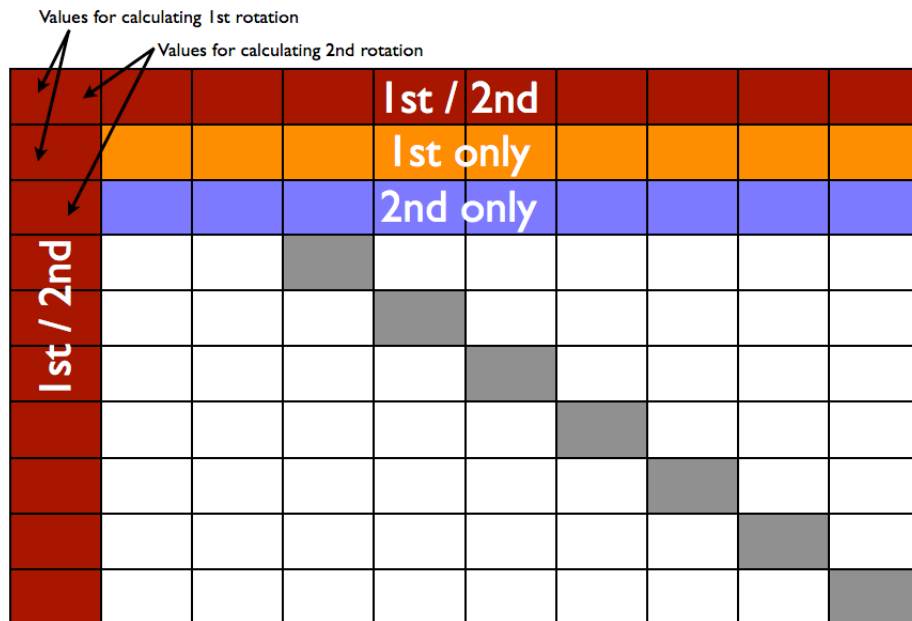 Values for calculating 1st rotation
Values for calculating 2nd rotation
1st / 2nd
1st only
2nd only
1st / 2nd